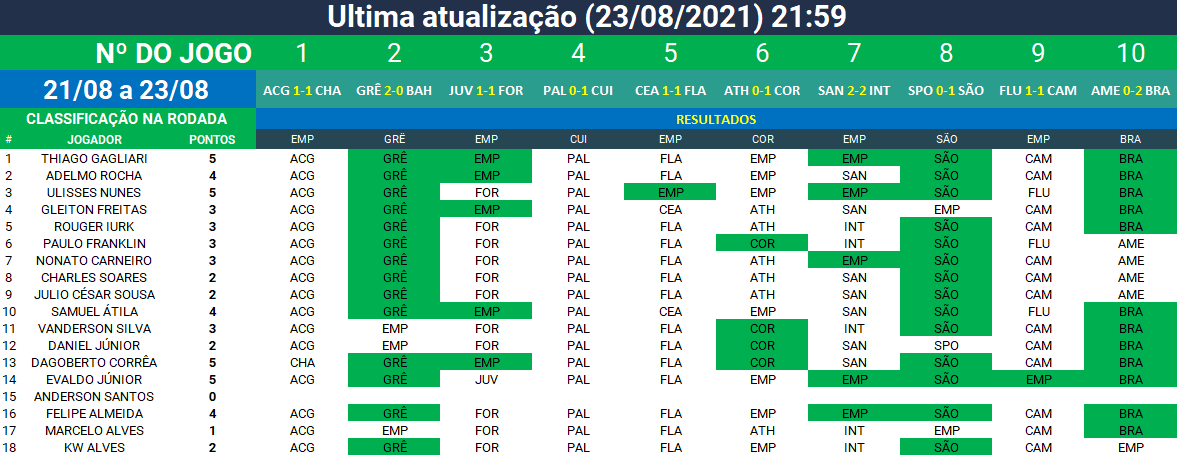 Ultima atualização (23/08/2021) 21:59
Nº DO JOGO 1 2 3 4 5 6 7 8 9 10
21/08 a 23/08 ACG 1-1 CHA GRÊ 2-0 BAH JUV 1-1 FOR PAL 0-1 CUI CEA 1-1 FLA ATH 0-1 COR SAN 2-2 INT SPO 0-1 SÃO FLU 1-1 CAM AME 0-2 BRA
CLASSIFICAÇÃO NA RODADA RESULTADOS
# JOGADOR PONTOS EMP GRÊ EMP CUI EMP COR EMP SÃO EMP BRA
1 THIAGO GAGLIARI 5 ACG GRÊ EMP PAL FLA EMP EMP SÃO CAM BRA
2 ADELMO ROCHA 4 ACG GRÊ EMP PAL FLA EMP SAN SÃO CAM BRA
3 ULISSES NUNES 5 ACG GRÊ FOR PAL EMP EMP EMP SÃO FLU BRA
4 GLEITON FREITAS 3 ACG GRÊ EMP PAL CEA ATH SAN EMP CAM BRA
5 ROUGER IURK 3 ACG GRÊ FOR PAL FLA ATH INT SÃO CAM BRA
6 PAULO FRANKLIN 3 ACG GRÊ FOR PAL FLA COR INT SÃO FLU AME
7 NONATO CARNEIRO 3 ACG GRÊ FOR PAL FLA ATH EMP SÃO CAM AME
8 CHARLES SOARES 2 ACG GRÊ FOR PAL FLA ATH SAN SÃO CAM AME
9 JULIO CÉSAR SOUSA 2 ACG GRÊ FOR PAL FLA ATH SAN SÃO CAM AME
10 SAMUEL ÁTILA 4 ACG GRÊ EMP PAL CEA EMP SAN SÃO FLU BRA
11 VANDERSON SILVA 3 ACG EMP FOR PAL FLA COR INT SÃO CAM BRA
12 DANIEL JÚNIOR 2 ACG EMP FOR PAL FLA COR SAN SPO CAM BRA
13 DAGOBERTO CORRÊA 5 CHA GRÊ EMP PAL FLA COR SAN SÃO CAM BRA
14 EVALDO JÚNIOR 5 ACG GRÊ JUV PAL FLA EMP EMP SÃO EMP BRA
15 ANDERSON SANTOS 0
16 FELIPE ALMEIDA 4 ACG GRÊ FOR PAL FLA EMP EMP SÃO CAM BRA
17 MARCELO ALVES 1 ACG EMP FOR PAL FLA ATH INT EMP CAM BRA
18 KW ALVES 2 ACG GRÊ FOR PAL FLA EMP INT SÃO CAM EMP